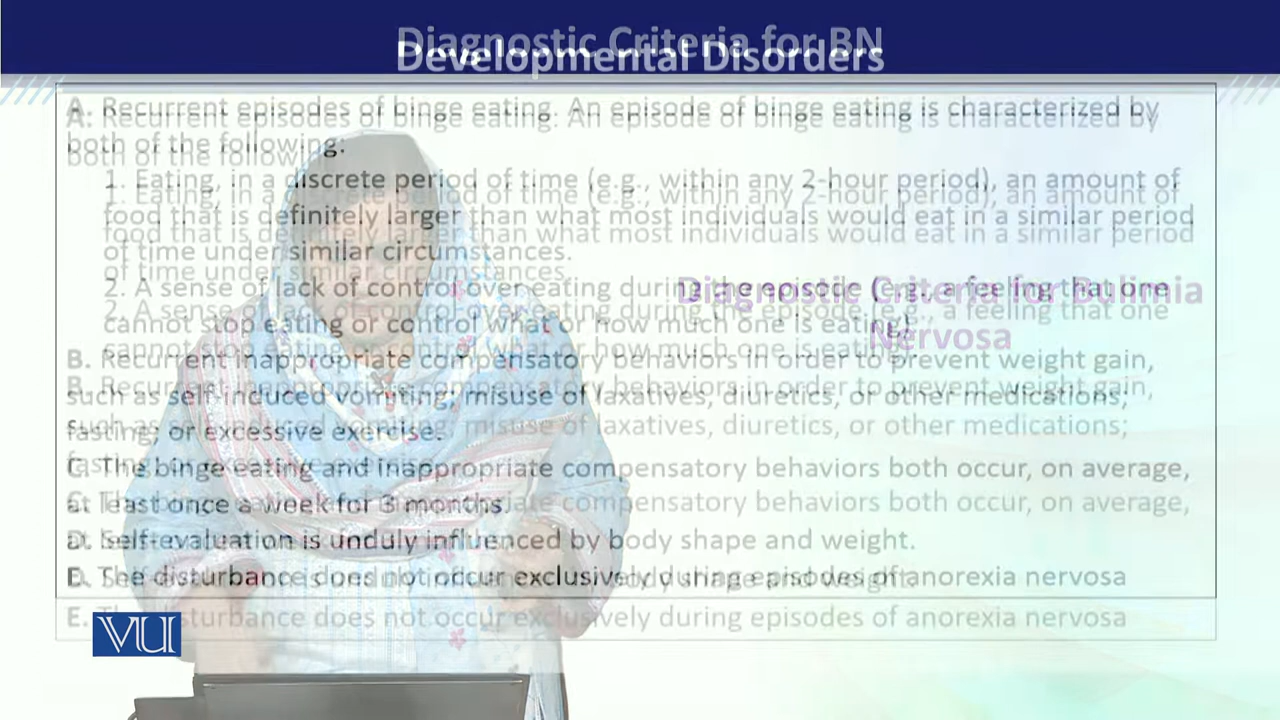 Diagnostic Criteria for BN
Developmental Disorders
A. Recurrent episodes of binge eating. An episode of binge eating is characterized by
both of the following:
1. Eating, in a discrete period of time (e.g., within any 2-hour period), an amount of
food that is definitely larger than what most individuals would eat in a similar period
of time under similar circumstances.
2. A sense of lack of control over eating during the episode (e.g., a feeling that one
cannot stop eating or control what or how much one is eating).
B. Recurrent inappropriate compensatory behaviors in order to prevent weight gain,
such as self-induced vomiting; misuse of laxatives, diuretics, or other medications;
fasting; or excessive exercise.
C. The binge eating and inappropriate compensatory behaviors both occur, on average,
at least once a week for 3 months.
D. Self-evaluation is unduly influenced by body shape and weight.
E. The disturbance does not occur exclusively during episodes of anorexia nervosa
Diagnostic Criteria for Bulimia
Nervosa
VU